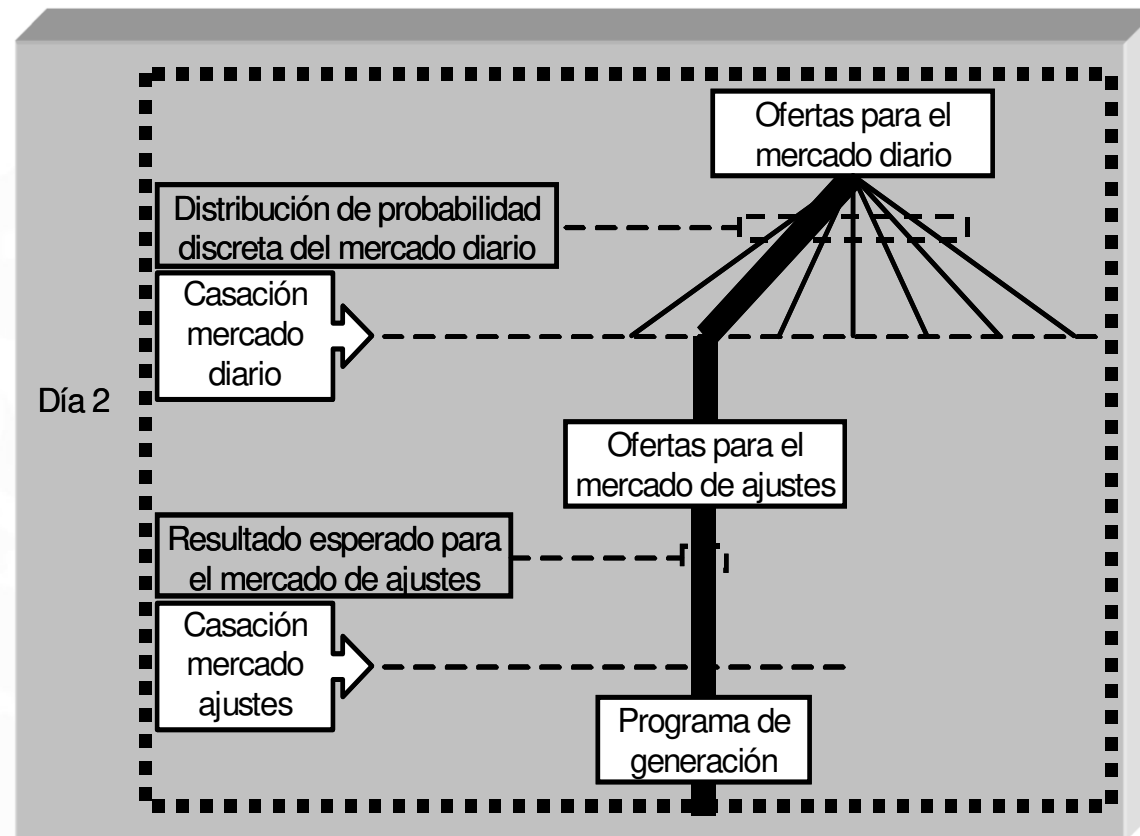 Ofertas para el
mercado diario
Distribución de probabilidad
discreta del mercado diario
Casación
mercado
diario
Día 2
Ofertas para el
mercado de ajustes
Resultado esperado para
el mercado de ajustes
Casación
mercado
ajustes
Programa de
generación